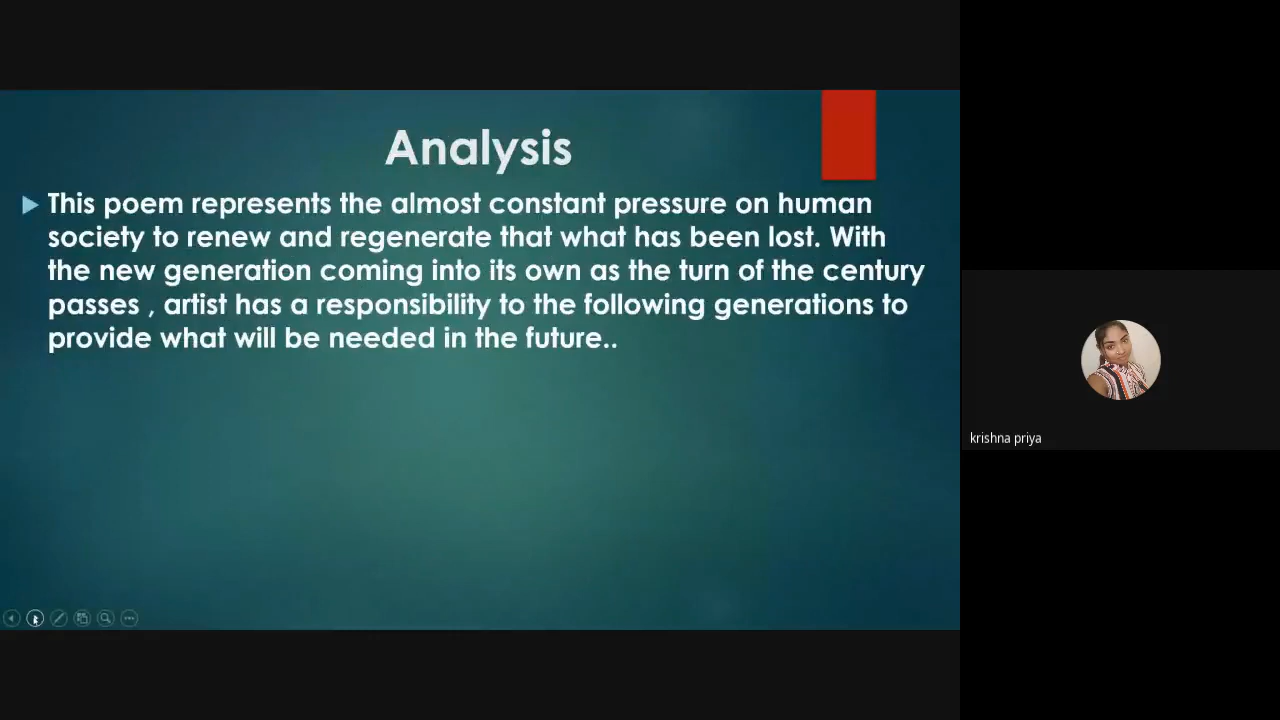 Analysis
This poem represents the almost constant pressure on human
society to renew and regenerate that what has been lost. With
the new generation coming into its own as the turn of the century
passes , artist has a responsibility to the following generations to
provide what will be needed in the future..
krishna priya